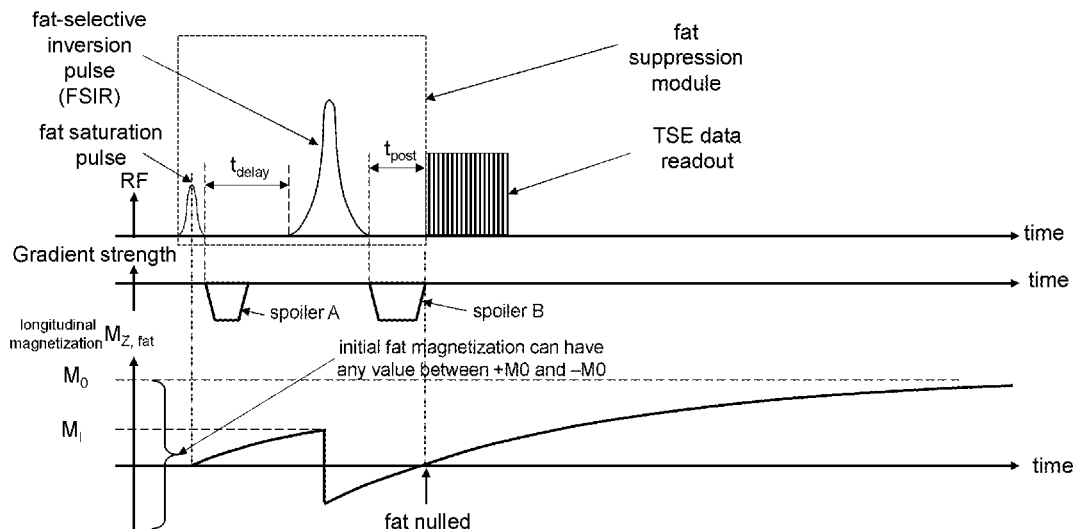 fat-selective
inversion
pulse
(FSIR)
fat
suppression
module
fat saturation
pulse
TSE data
readout
t_post
t_delay
RF
time
Gradient strength
time
spoiler A
spoiler B
longitudinal
magnetization M_Z, fat
initial fat magnetization can have
any value between +M0 and –M0
M_0
M_I
time
fat nulled